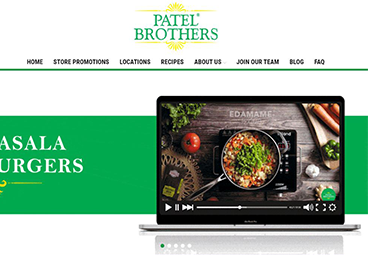 PATEL®
BROTHERS
HOME STORE PROMOTIONS LOCATIONS RECIPES ABOUT US JOIN OUR TEAM BLOG FAQ
ASALA
URGERS
EDAMAME